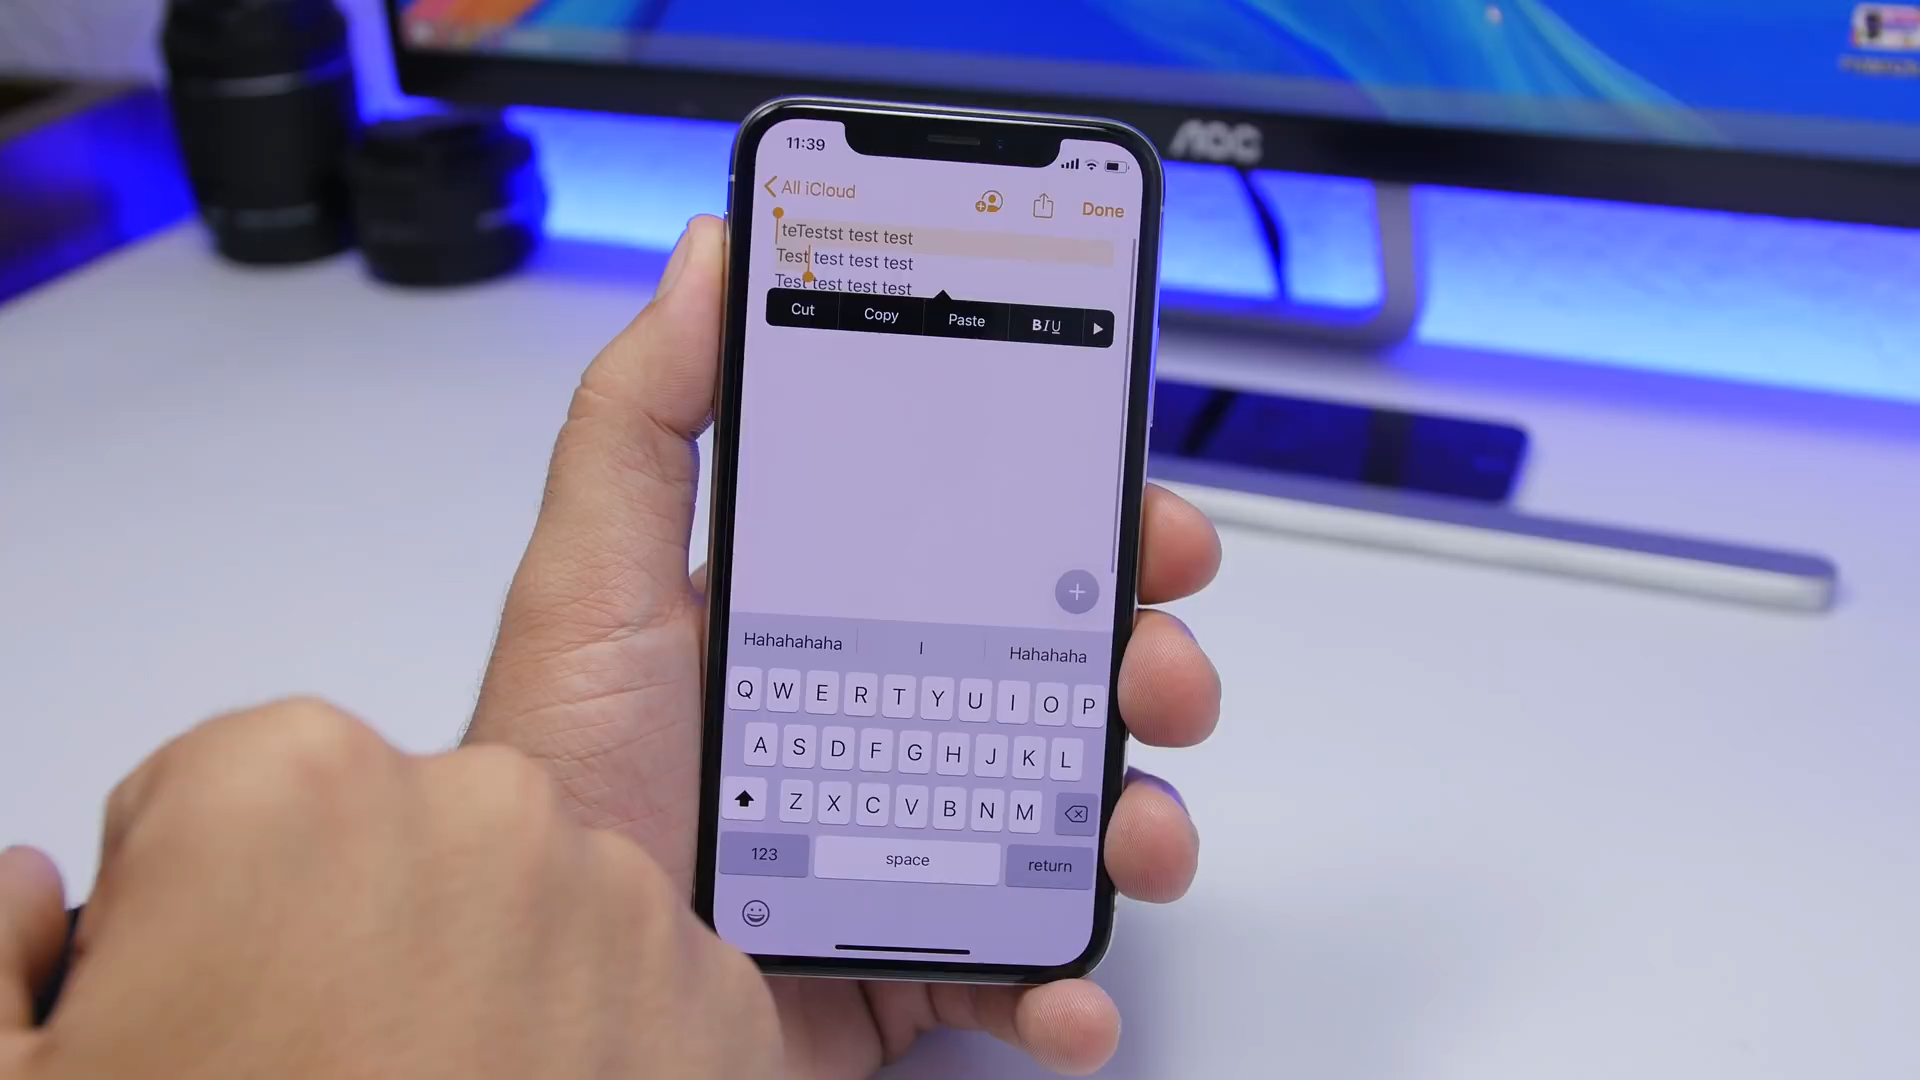 AOC
11:39
All iCloud
Done
teTestst test test
Test test test test
Test test test test
Cut Copy Paste BIU
Hahahahaha I Hahahaha
Q W E R T Y U I O P
A S D F G H J K L
Z X C V B N M
123 space return